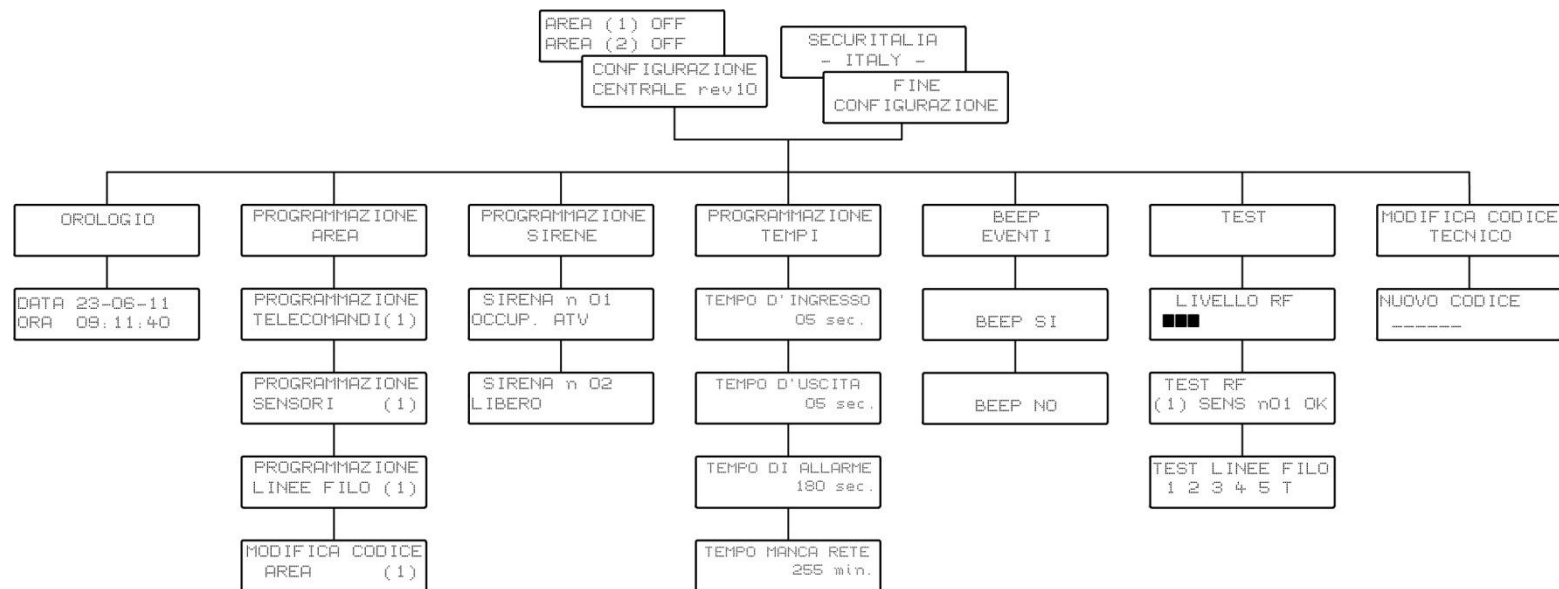 AREA (1) OFF
AREA (2) OFF
CONFIGURAZIONE
CENTRALE rev10
SECURITALIA
- ITALY -
FINE
CONFIGURAZIONE
OROLOGIO
DATA 23-06-11
ORA 09:11:40
PROGRAMMAZIONE
AREA
PROGRAMMAZIONE
TELECOMANDI(1)
PROGRAMMAZIONE
SENSORI (1)
PROGRAMMAZIONE
LINEE FILO (1)
MODIFICA CODICE
AREA (1)
PROGRAMMAZIONE
SIRENE
SIRENA n 01
OCCUP. ATV
SIRENA n 02
LIBERO
PROGRAMMAZIONE
TEMPI
TEMPO D'INGRESSO
05 sec.
TEMPO D'USCITA
05 sec.
TEMPO DI ALLARME
180 sec.
TEMPO MANCA RETE
255 min.
BEEP
EVENTI
BEEP SI
BEEP NO
TEST
LIVELLO RF
TEST RF
(1) SENS n01 OK
TEST LINEE FILO
1 2 3 4 5 T
MODIFICA CODICE
TECNICO
NUOVO CODICE
______